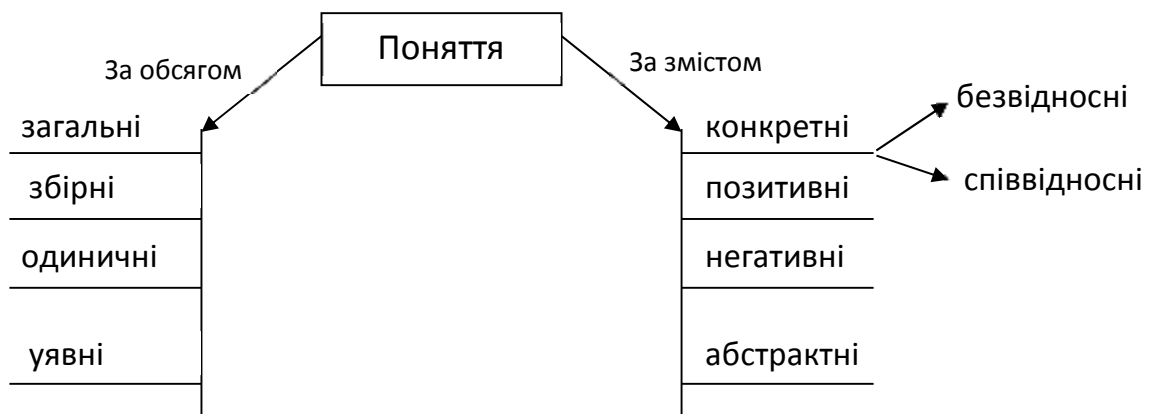 Поняття
За обсягом
За змістом
загальні
збірні
одиничні
уявні
конкретні
позитивні
негативні
абстрактні
безвідносні
співвідносні